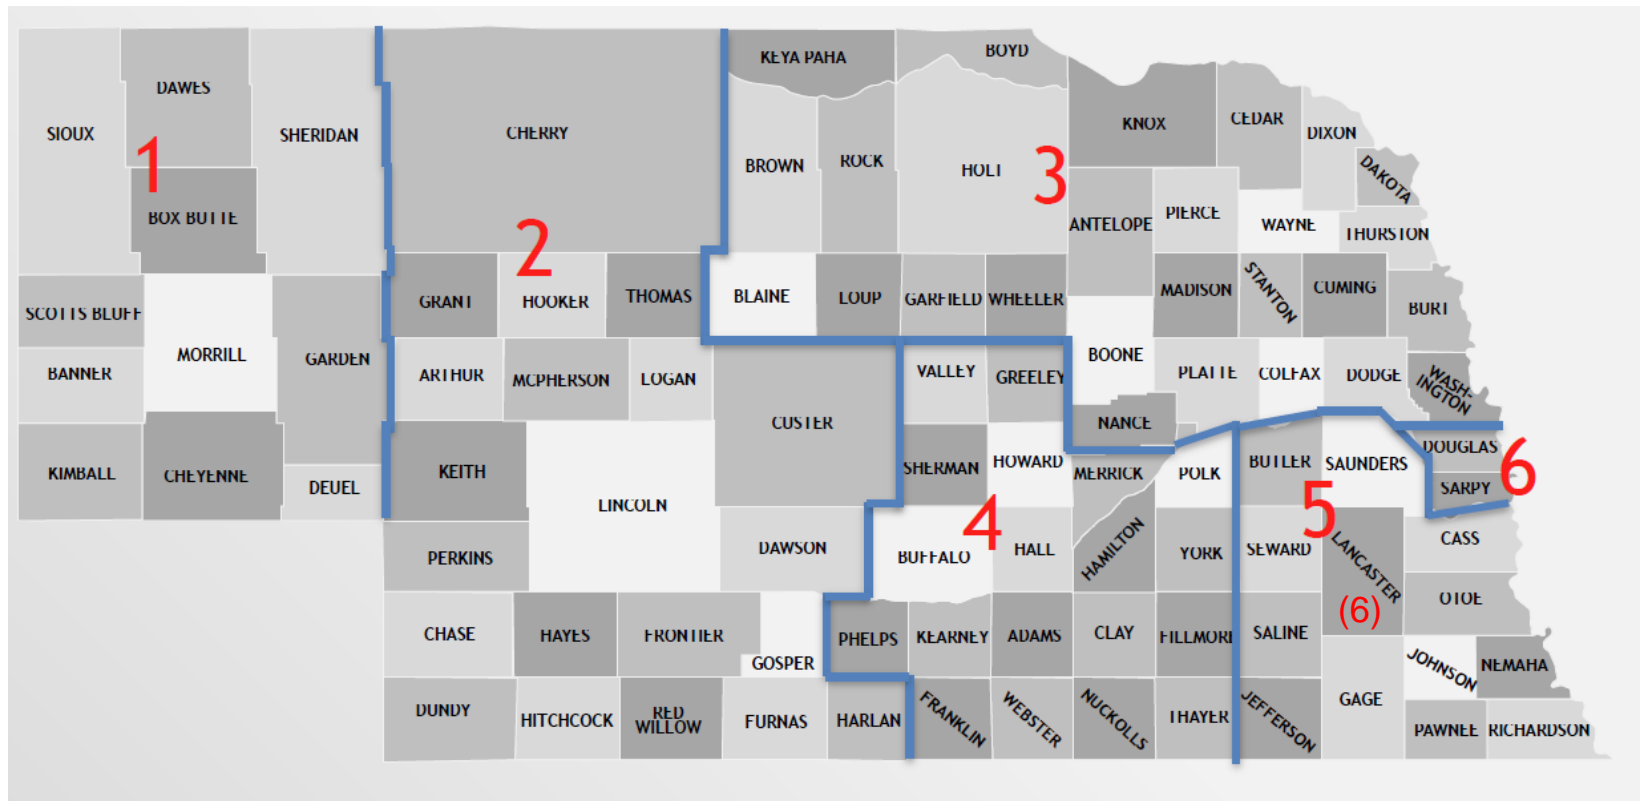 KEYA PAHA
BOYD
DAWES
SIOUX
SHERIDAN
CHERRY
KNOX
CEDAR
DIXON
1
BROWN
ROCK
HOLT
3
DAKOTA
BOX BUTTE
ANTELOPE
PIERCE
WAYNE
THURSTON
2
GRANT
HOOKER
THOMAS
BLAINE
LOUP
GARFIELD
WHEELER
MADISON
STANTON
CUMING
BURT
SCOTTS BLUFF
MORRILL
GARDEN
BANNER
ARTHUR
MCPHERSON
LOGAN
VALLEY
GREELEY
BOONE
PLATTE
COLFAX
DODGE
WASH-
INGTON
CUSTER
NANCE
KIMBALL
CHEYENNE
DEUEL
KEITH
LINCOLN
SHERMAN
HOWARD
MERRICK
POLK
BUTLER
SAUNDERS
DOUGLAS
SARPY
6
PERKINS
DAWSON
BUFFALO
4
HALL
HAMILTON
YORK
SEWARD
5
LANCASTER
(6)
CASS
OTOE
CHASE
HAYES
FRONTIER
GOSPER
PHELPS
KEARNEY
ADAMS
CLAY
FILLMORE
SALINE
JOHNSON
NEMAHA
DUNDY
HITCHCOCK
RED
WILLOW
FURNAS
HARLAN
FRANKLIN
WEBSTER
NUCKOLLS
THAYER
JEFFERSON
GAGE
PAWNEE
RICHARDSON